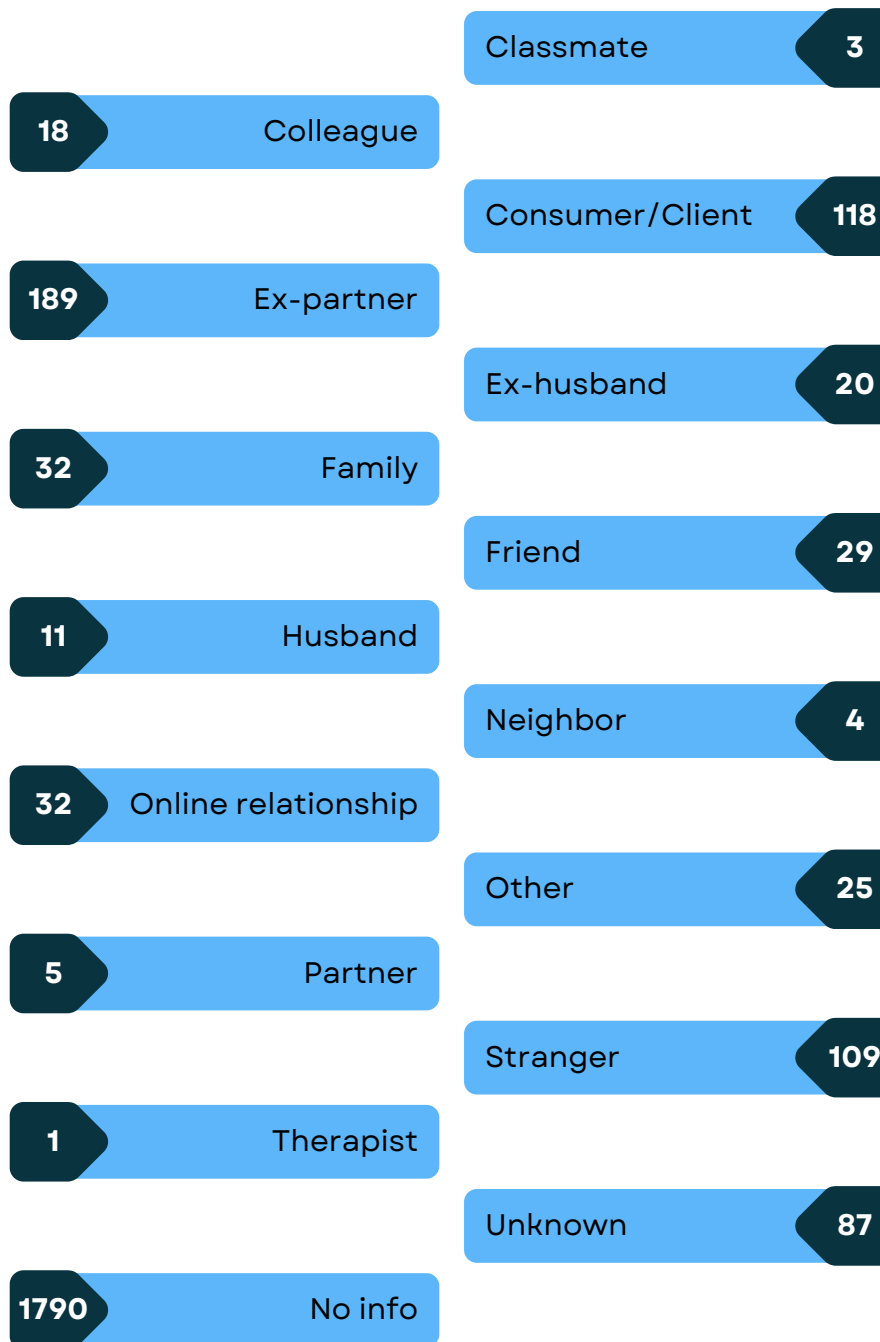 Classmate 3
18 Colleague
Consumer/Client 118
189 Ex-partner
Ex-husband 20
32 Family
Friend 29
11 Husband
Neighbor 4
32 Online relationship
Other 25
5 Partner
Stranger 109
1 Therapist
Unknown 87
1790 No info